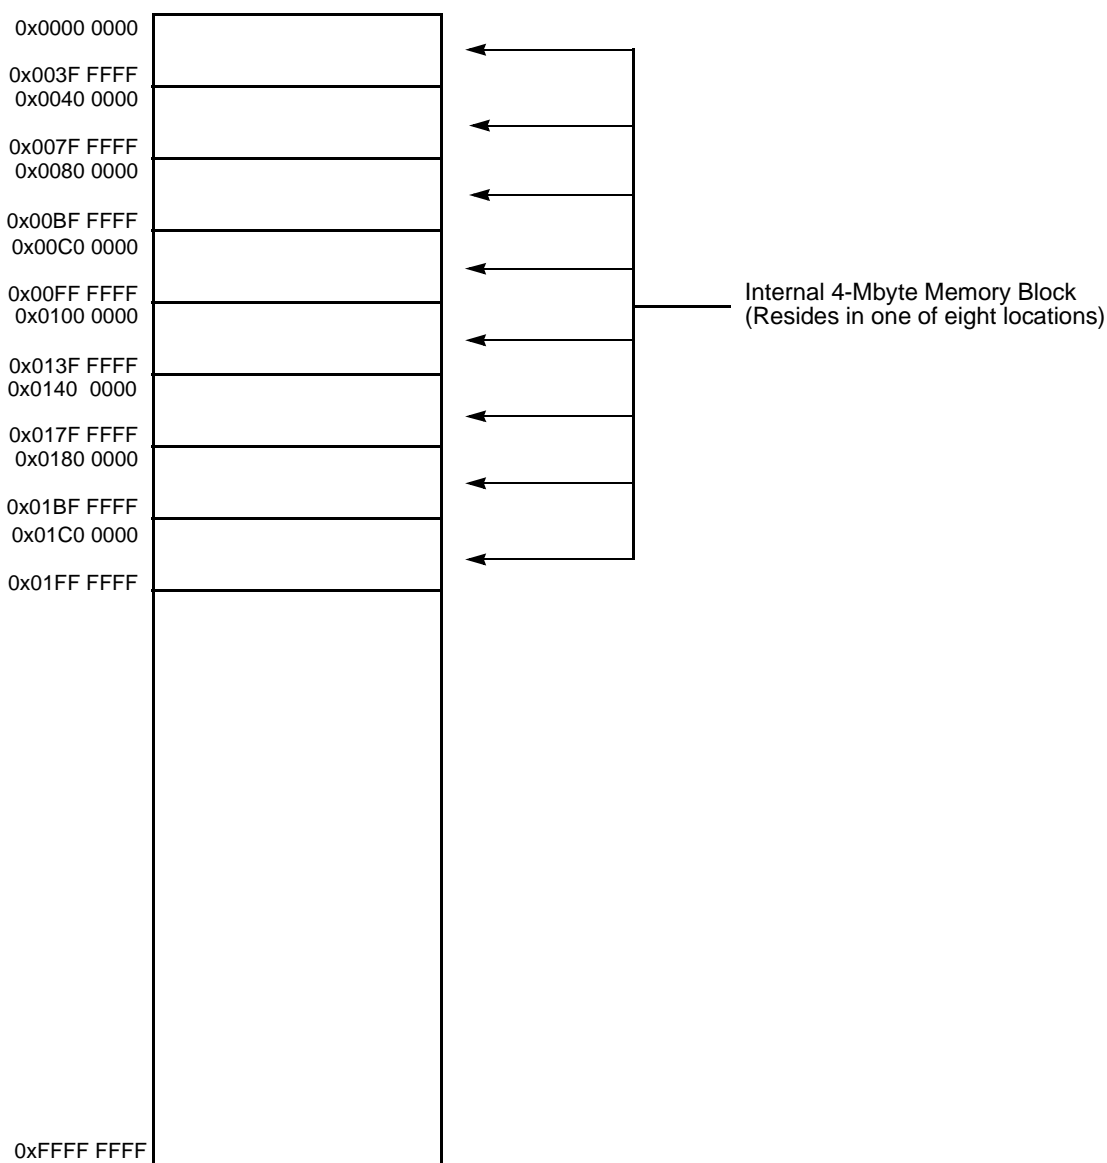 0x0000 0000
0x003F FFFF
0x0040 0000
0x007F FFFF
0x0080 0000
0x00BF FFFF
0x00C0 0000
0x00FF FFFF
0x0100 0000
0x013F FFFF
0x0140  0000
0x017F FFFF
0x0180 0000
0x01BF FFFF
0x01C0 0000
0x01FF FFFF
0xFFFF FFFF
Internal 4-Mbyte Memory Block
(Resides in one of eight locations)